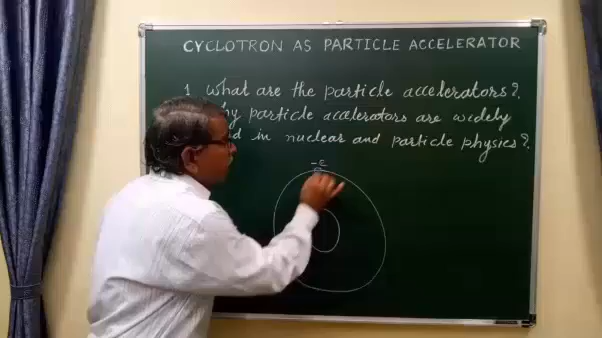 CYCLOTRON AS PARTICLE ACCELERATOR
1 What are the particle accelerators?
particle accelerators are widely
in nuclear and particle physics?
-e